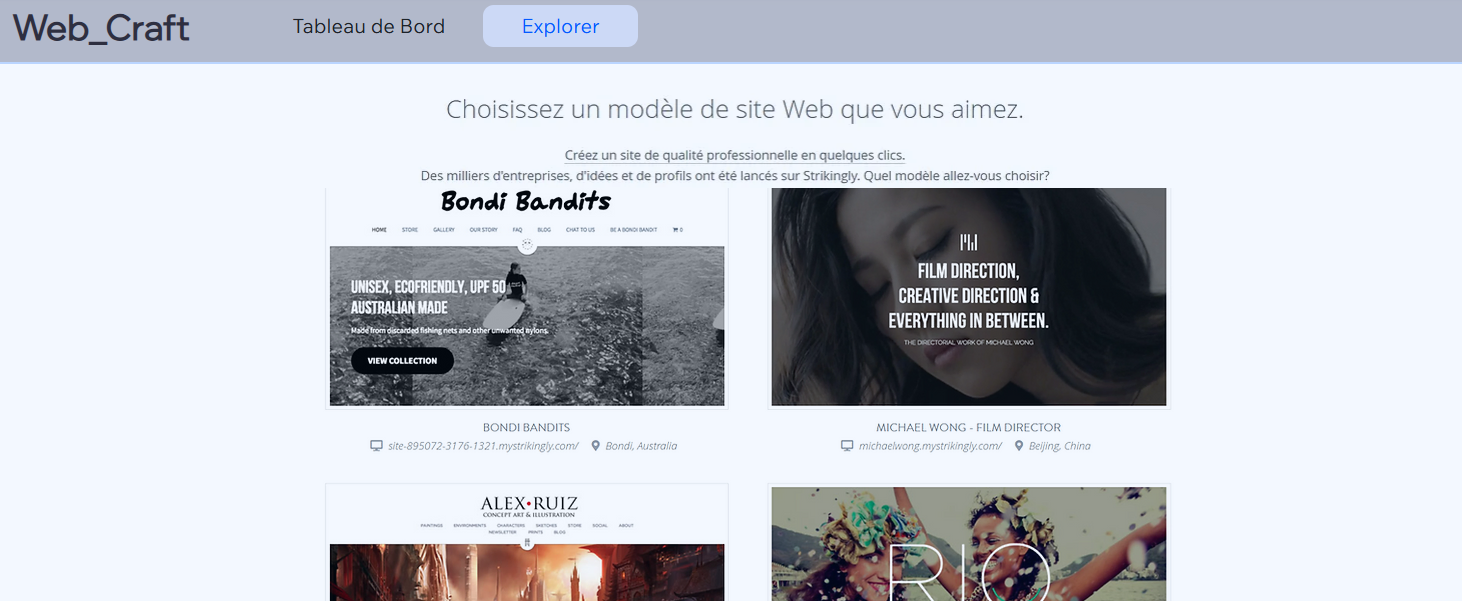 Web_Craft
Tableau de Bord
Explorer
Choisissez un modèle de site Web que vous aimez.
Créez un site de qualité professionnelle en quelques clics.
Des milliers d'entreprises, d'idées et de profils ont été lancés sur Strikingly. Quel modèle allez-vous choisir?
Bondi Bandits
HOME STORE GALLERY OUR STORY FAQ BLOG CHAT TO US BE A BONDI BANDIT 0
UNISEX, ECOFRIENDLY, UPF 50
AUSTRALIAN MADE
Made from discarded fishing nets and other unwanted nylons.
VIEW COLLECTION
BONDI BANDITS
site-895072-3176-1321.mystrikingly.com/ Bondi, Australia
FILM DIRECTION,
CREATIVE DIRECTION &
EVERYTHING IN BETWEEN.
THE DIRECTORIAL WORK OF MICHAEL WONG
MICHAEL WONG - FILM DIRECTOR
michaelwong.mystrikingly.com/ Beijing, China
ALEX•RUIZ
CONCEPT ART & ILLUSTRATION
PAINTINGS ENVIRONMENTS CHARACTERS SKETCHES STORE SOCIAL ABOUT
NEWSLETTER PRINTS BLOG
RIO